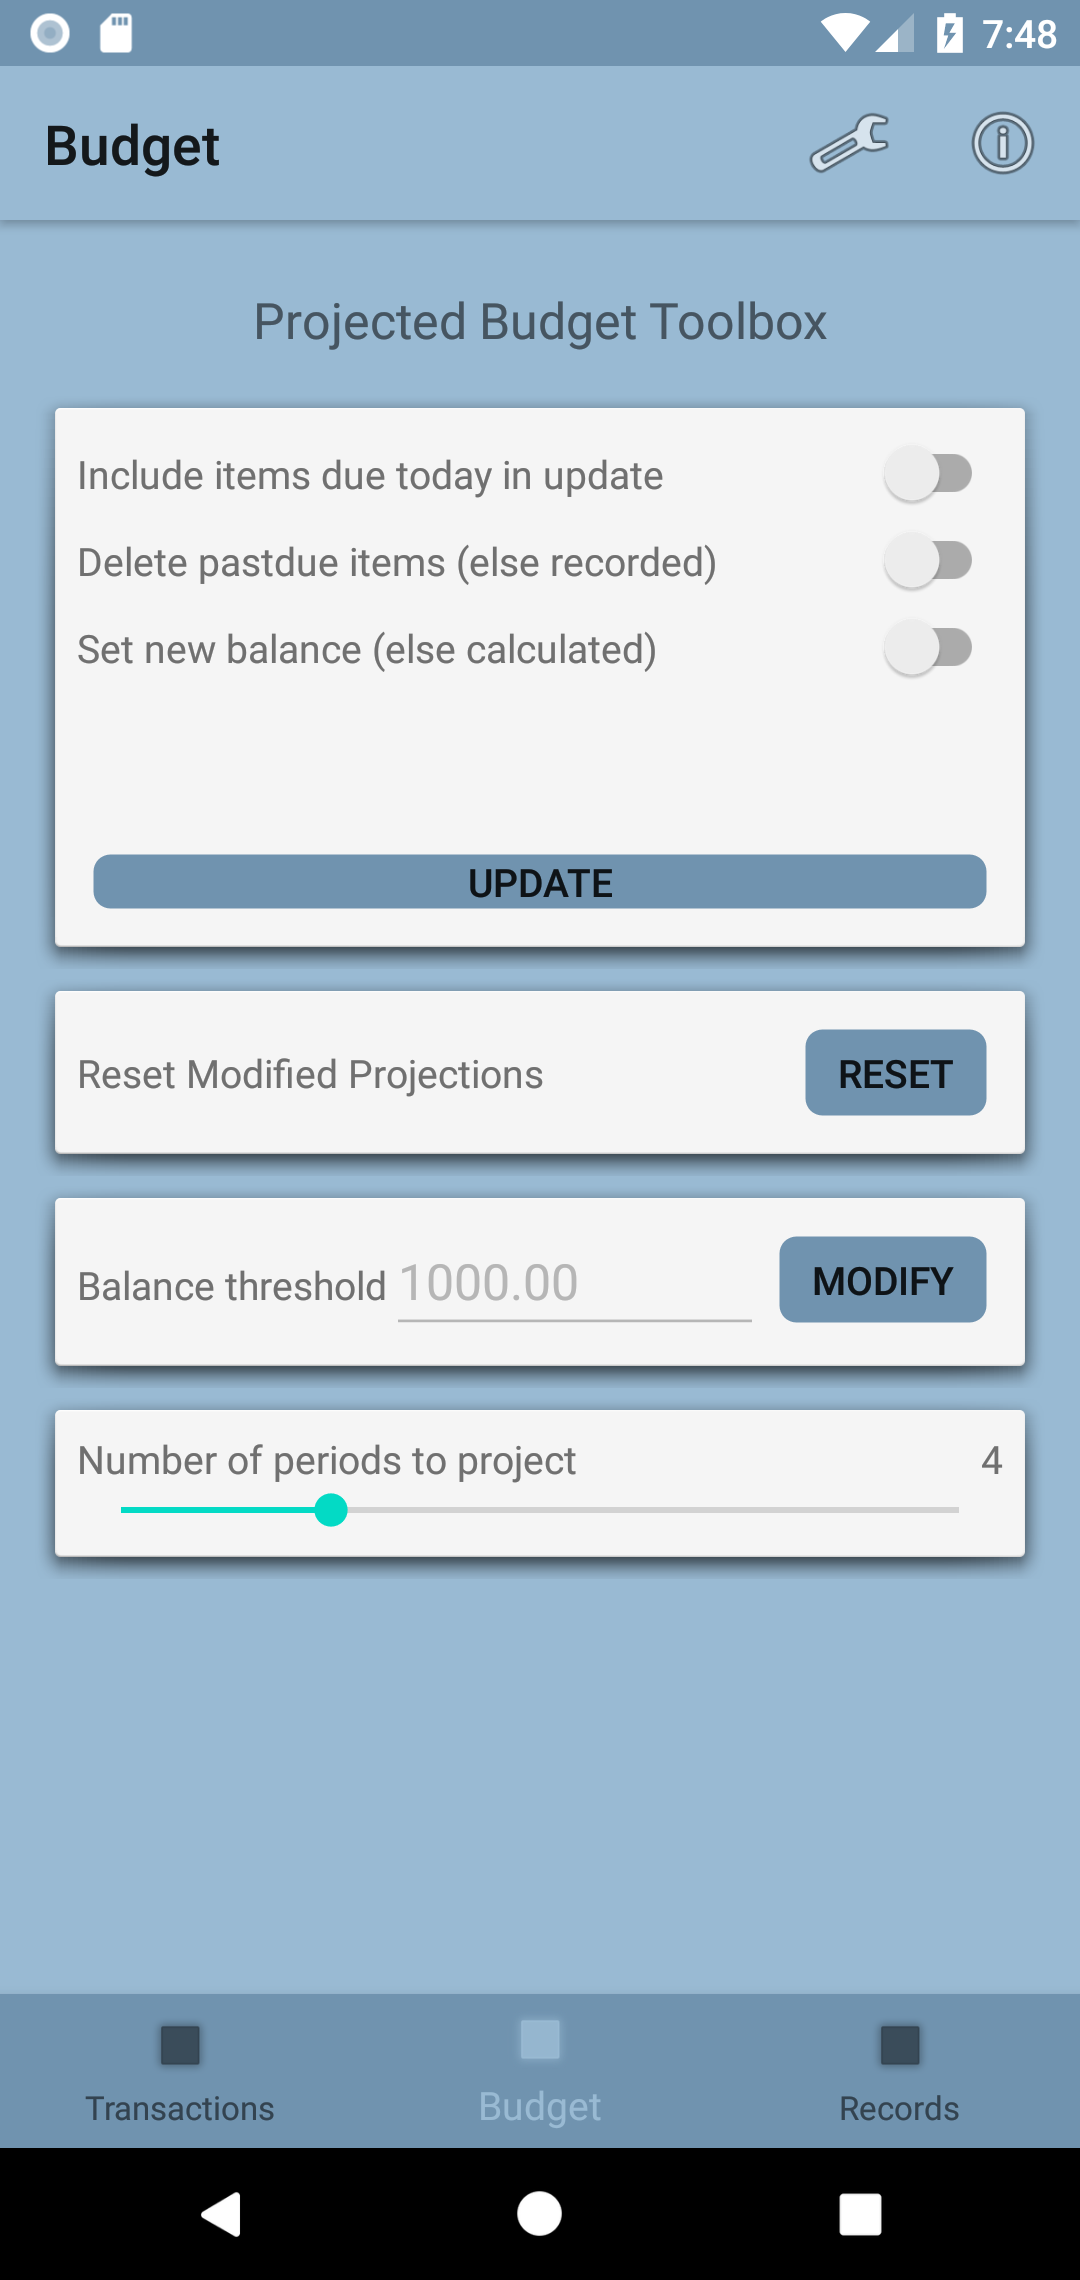 7:48
Budget
Projected Budget Toolbox
Include items due today in update
Delete pastdue items (else recorded)
Set new balance (else calculated)
UPDATE
Reset Modified Projections RESET
Balance threshold 1000.00 MODIFY
Number of periods to project 4
Transactions Budget Records